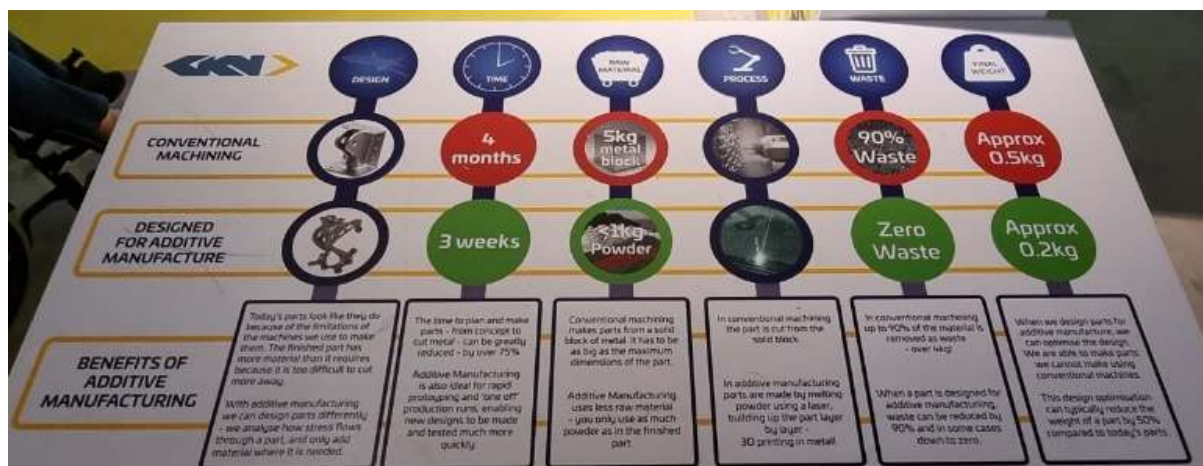 GKN
DESIGN
TIME
RAW
MATERIAL
PROCESS
WASTE
FINAL
WEIGHT
CONVENTIONAL
MACHINING
4
months
5kg
metal
block
90%
Waste
Approx
0.5kg
DESIGNED
FOR ADDITIVE
MANUFACTURE
3 weeks
<1kg
Powder
Zero
Waste
Approx
0.2kg
BENEFITS OF
ADDITIVE
MANUFACTURING
Today's parts look like they do
because of the limitations of
the machines we use to make
them. The finished part has
more material than it requires
because it is too difficult to cut
more away.
With additive manufacturing
we can design parts differently
- we analyse how stress flows
through a part, and only add
material where it is needed.
The time to plan and make
parts - from concept to
cut metal - can be greatly
reduced - by over 75%
Additive Manufacturing
is also ideal for rapid
protoyping and 'one off'
production runs, enabling
new designs to be made
and tested much more
quickly.
Conventional machining
makes parts from a solid
block of metal. It has to be
as big as the maximum
dimensions of the part.
Additive Manufacturing
uses less raw material
- you only use as much
powder as in the finished
part.
In conventional machining
the part is cut from the
solid block
In additive manufacturing
parts are made by melting
powder using a laser,
building up the part layer
by layer -
3D printing in metal!
In conventional machining
up to 90% of the material is
removed as waste
- over 4kg!
When a part is designed for
additive manufacturing,
waste can be reduced by
90% and in some cases
down to zero.
When we design parts for
additive manufacture, we
can optimise the design.
We are able to make parts
we cannot make using
conventional machines.
This design optimisation
can typically reduce the
weight of a part by 50%
compared to today's parts